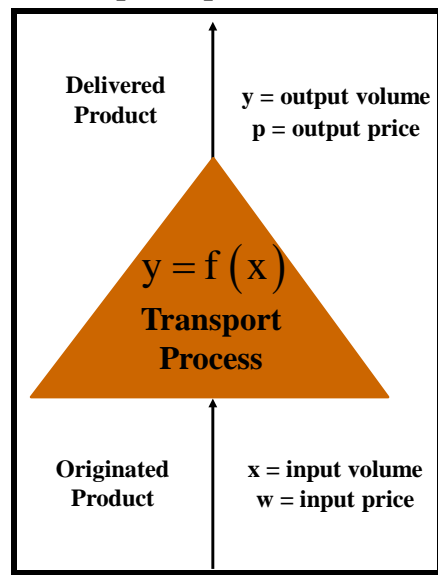 Delivered
Product
y = output volume
p = output price
y = f ( x )
Transport
Process
Originated
Product
x = input volume
w = input price